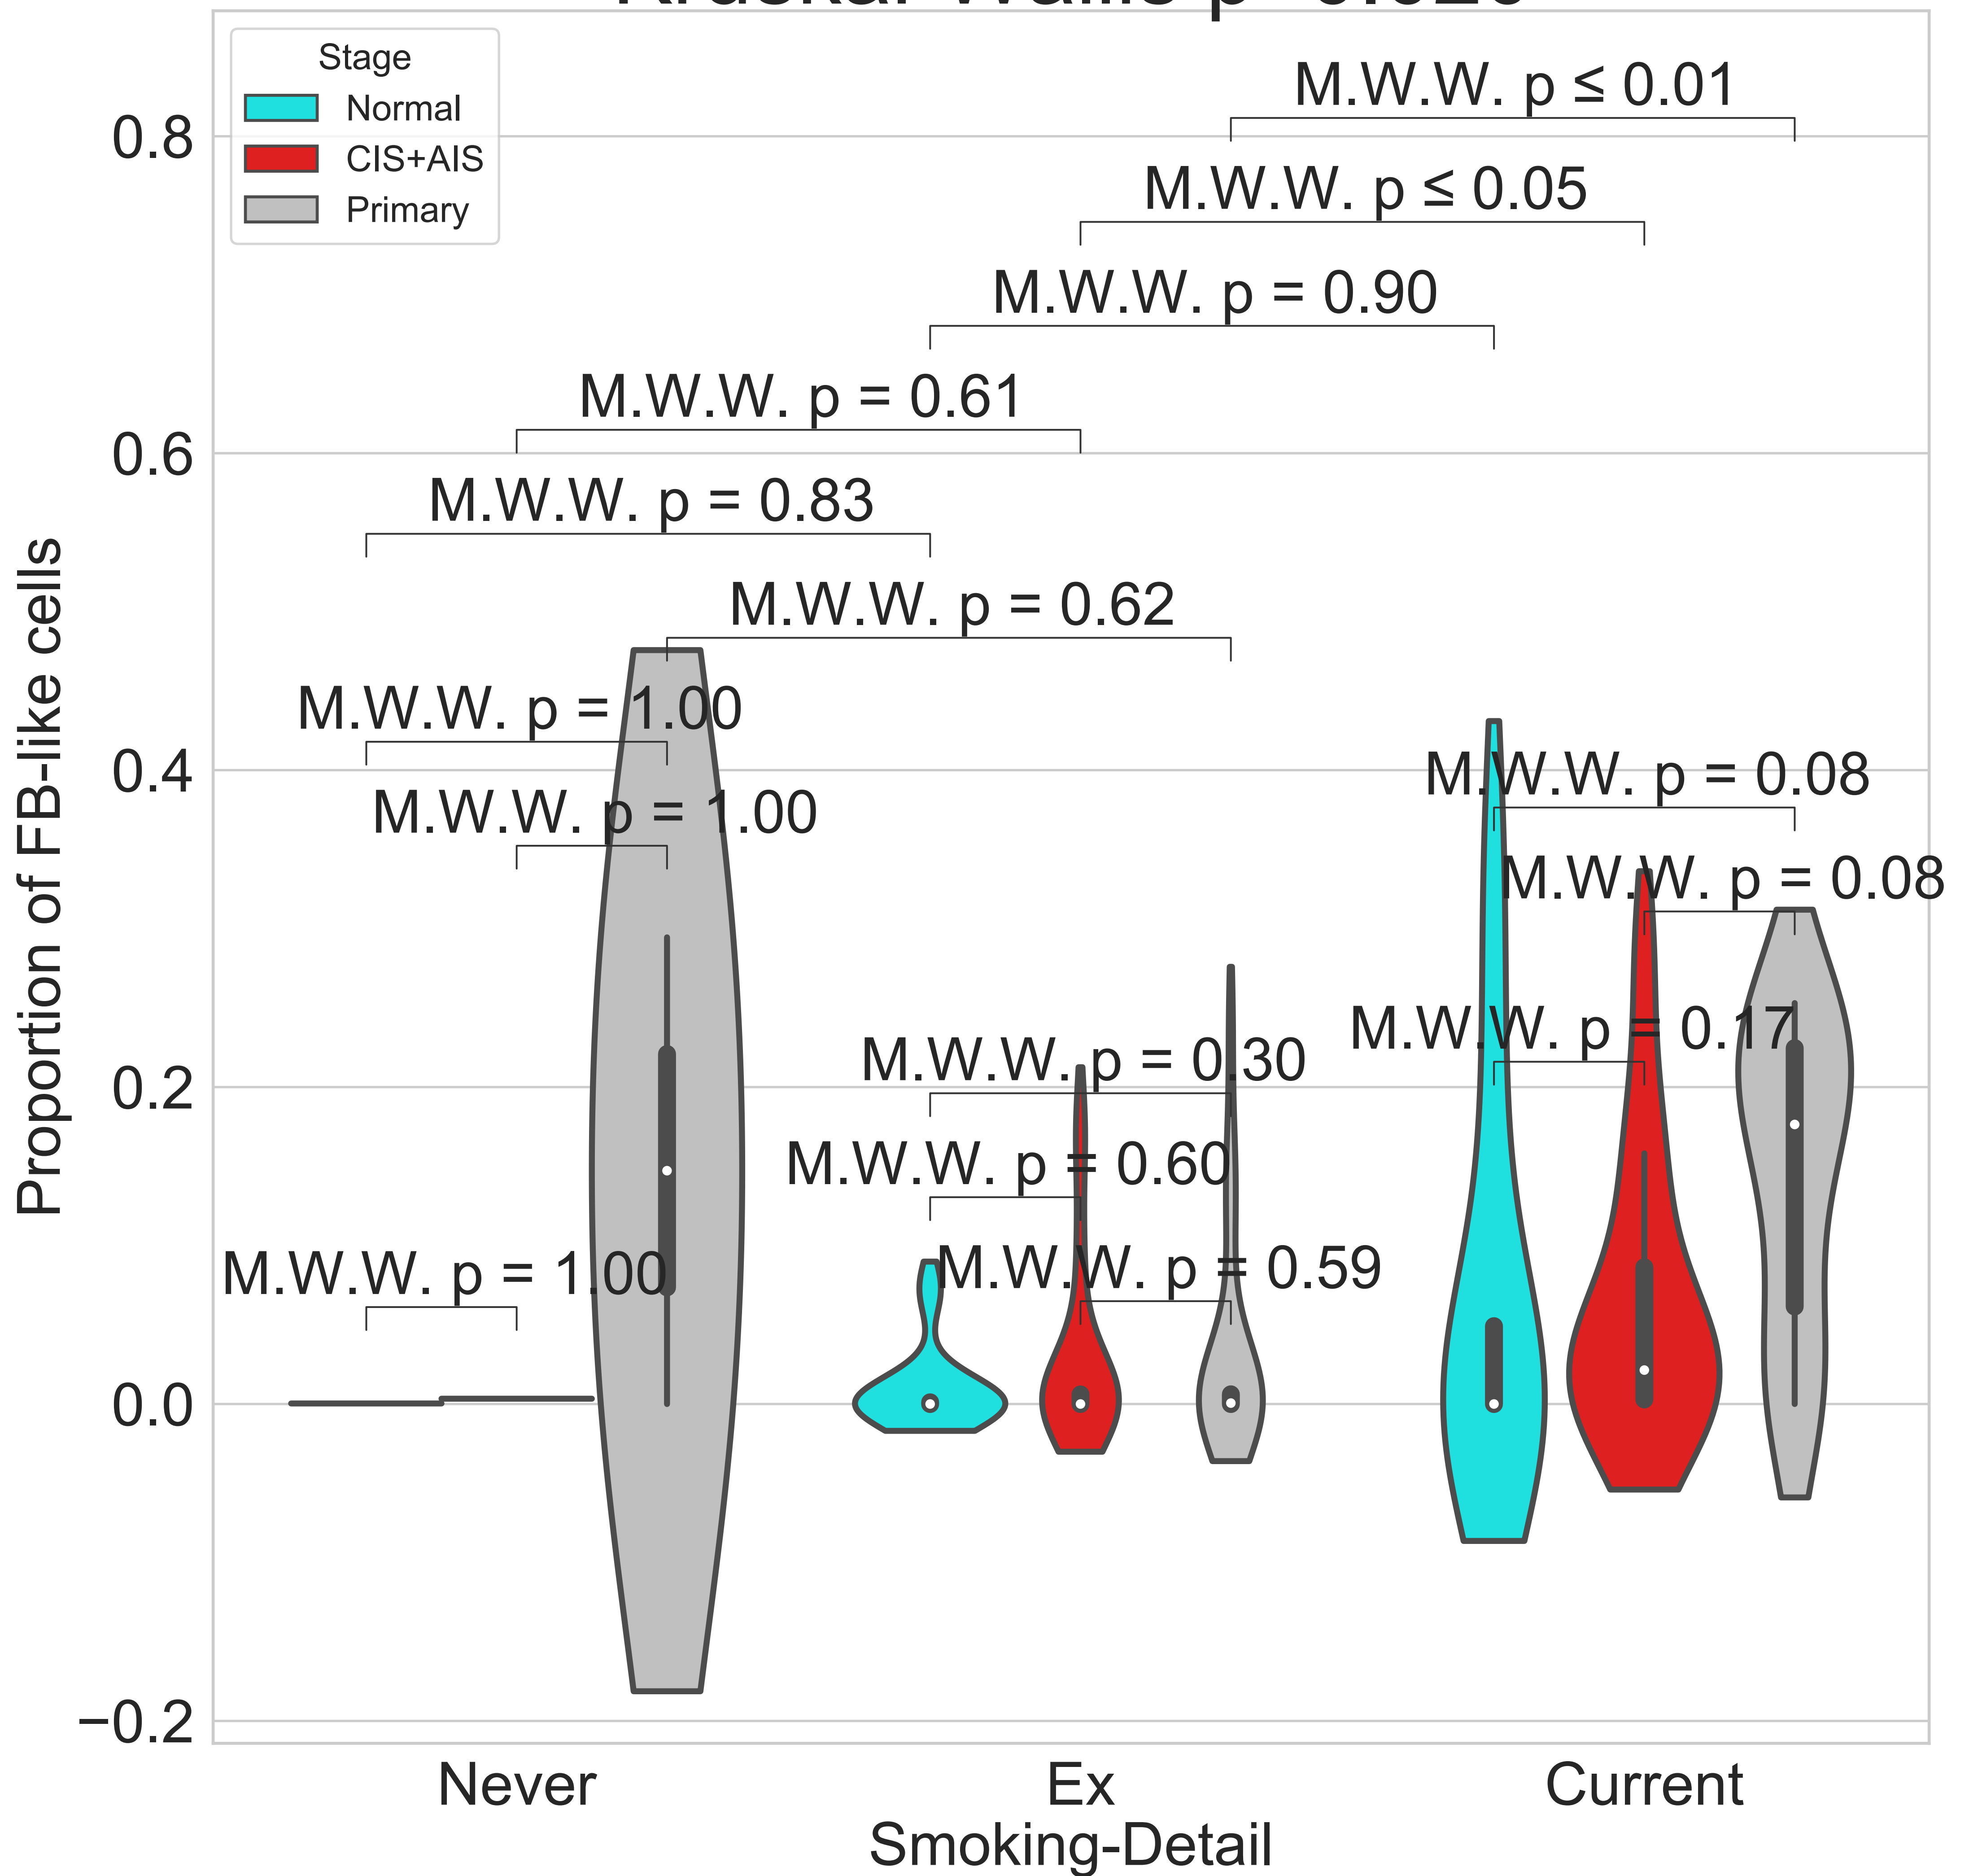 Stage
Normal
CIS+AIS
Primary
M.W.W. p ≤ 0.01
M.W.W. p ≤ 0.05
M.W.W. p = 0.90
M.W.W. p = 0.61
M.W.W. p = 0.83
M.W.W. p = 0.62
M.W.W. p = 1.00
M.W.W. p = 0.08
M.W.W. p = 1.00
M.W.W. p = 0.08
M.W.W. p = 0.17
M.W.W. p = 0.30
M.W.W. p = 0.60
M.W.W. p = 0.59
M.W.W. p = 1.00
0.8
0.6
0.4
0.2
0.0
−0.2
Proportion of FB-like cells
Never
Ex
Current
Smoking-Detail